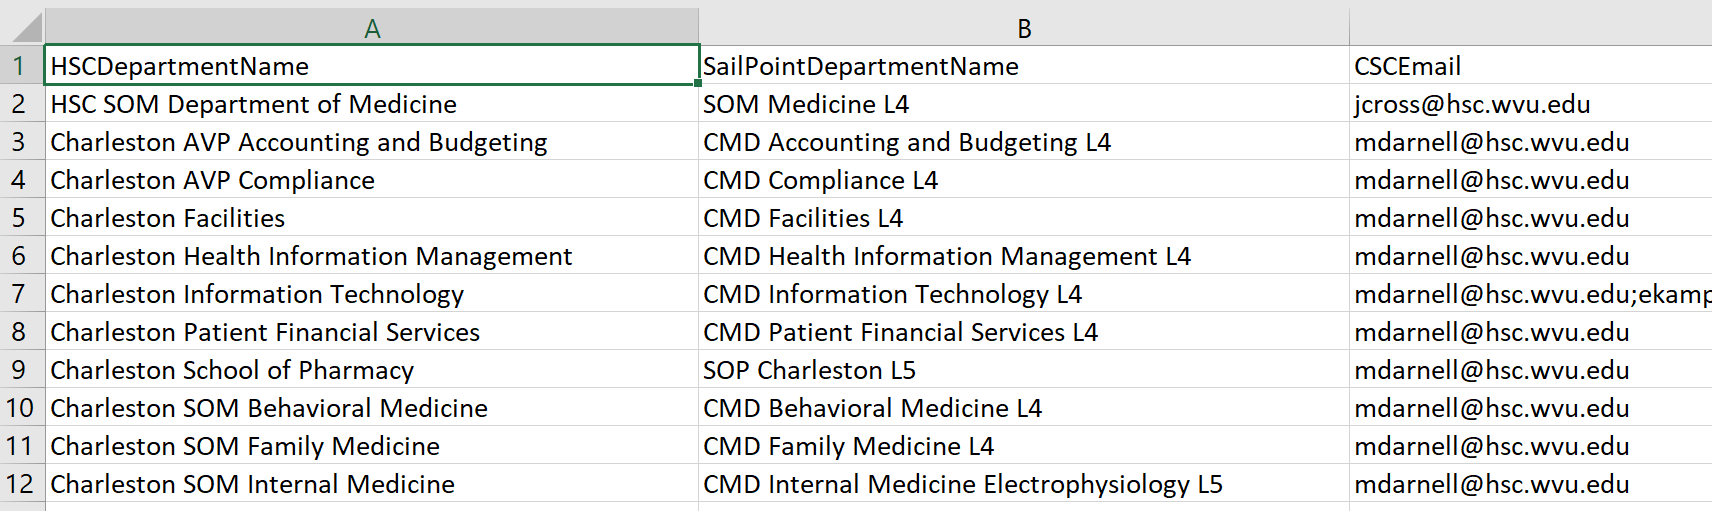 A B
1 HSCDepartmentName SailPointDepartmentName CSCEmail
2 HSC SOM Department of Medicine SOM Medicine L4 jcross@hsc.wvu.edu
3 Charleston AVP Accounting and Budgeting CMD Accounting and Budgeting L4 mdarnell@hsc.wvu.edu
4 Charleston AVP Compliance CMD Compliance L4 mdarnell@hsc.wvu.edu
5 Charleston Facilities CMD Facilities L4 mdarnell@hsc.wvu.edu
6 Charleston Health Information Management CMD Health Information Management L4 mdarnell@hsc.wvu.edu
7 Charleston Information Technology CMD Information Technology L4 mdarnell@hsc.wvu.edu;ekamp
8 Charleston Patient Financial Services CMD Patient Financial Services L4 mdarnell@hsc.wvu.edu
9 Charleston School of Pharmacy SOP Charleston L5 mdarnell@hsc.wvu.edu
10 Charleston SOM Behavioral Medicine CMD Behavioral Medicine L4 mdarnell@hsc.wvu.edu
11 Charleston SOM Family Medicine CMD Family Medicine L4 mdarnell@hsc.wvu.edu
12 Charleston SOM Internal Medicine CMD Internal Medicine Electrophysiology L5 mdarnell@hsc.wvu.edu